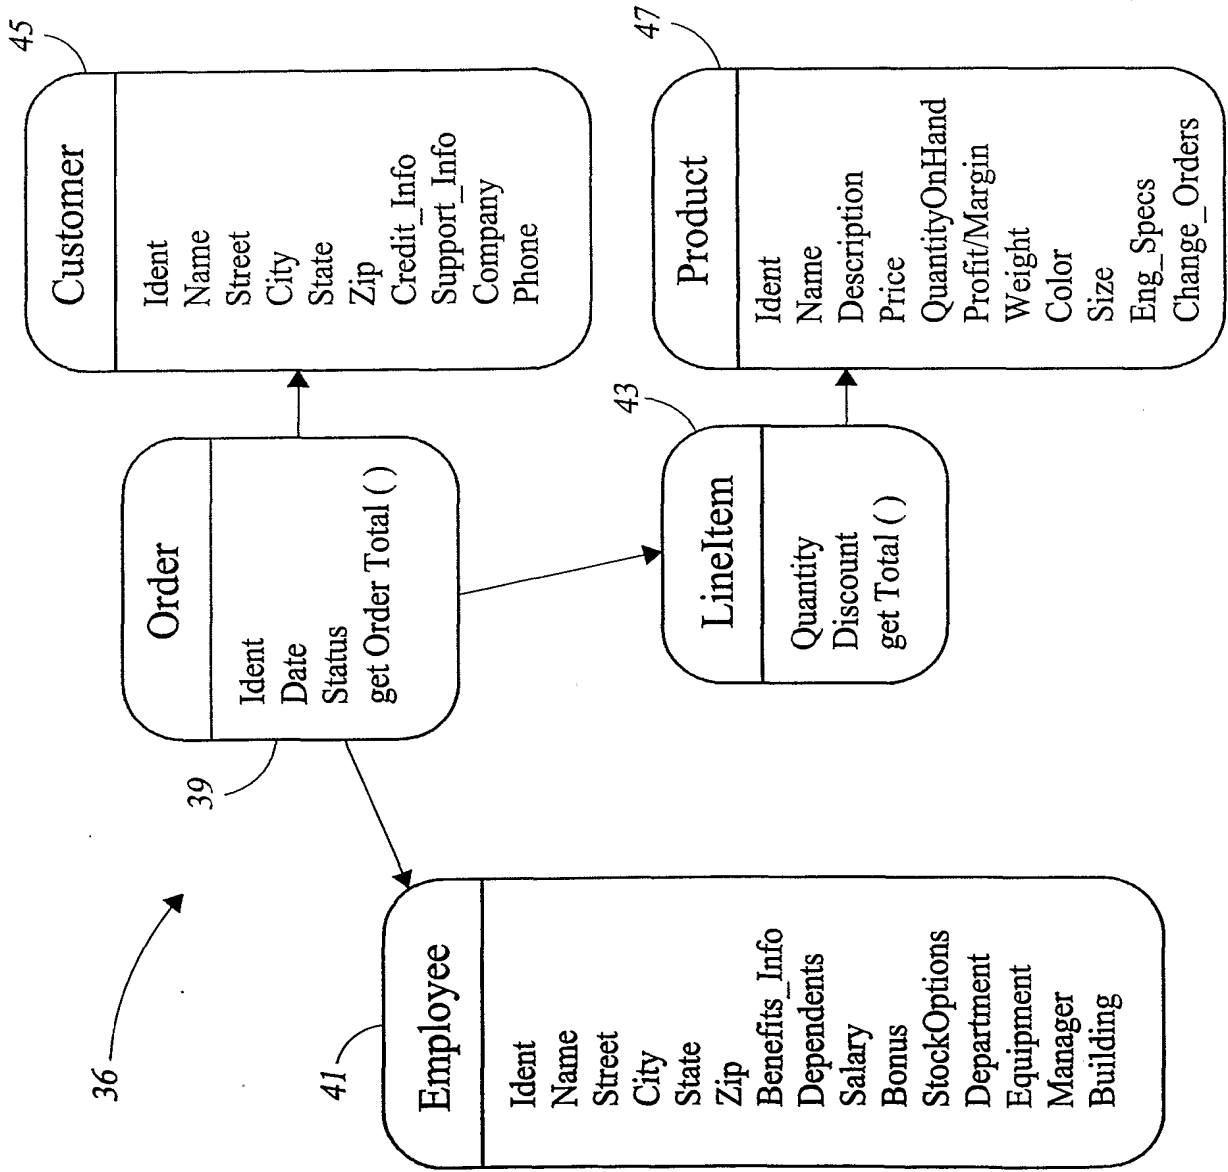 36
41
Employee
Ident
Name
Street
City
State
Zip
Benefits_Info
Dependents
Salary
Bonus
StockOptions
Department
Equipment
Manager
Building
39
Order
Ident
Date
Status
get Order Total ( )
43
LineItem
Quantity
Discount
get Total ( )
45
Customer
Ident
Name
Street
City
State
Zip
Credit_Info
Support_Info
Company
Phone
47
Product
Ident
Name
Description
Price
QuantityOnHand
Profit/Margin
Weight
Color
Size
Eng_Specs
Change_Orders